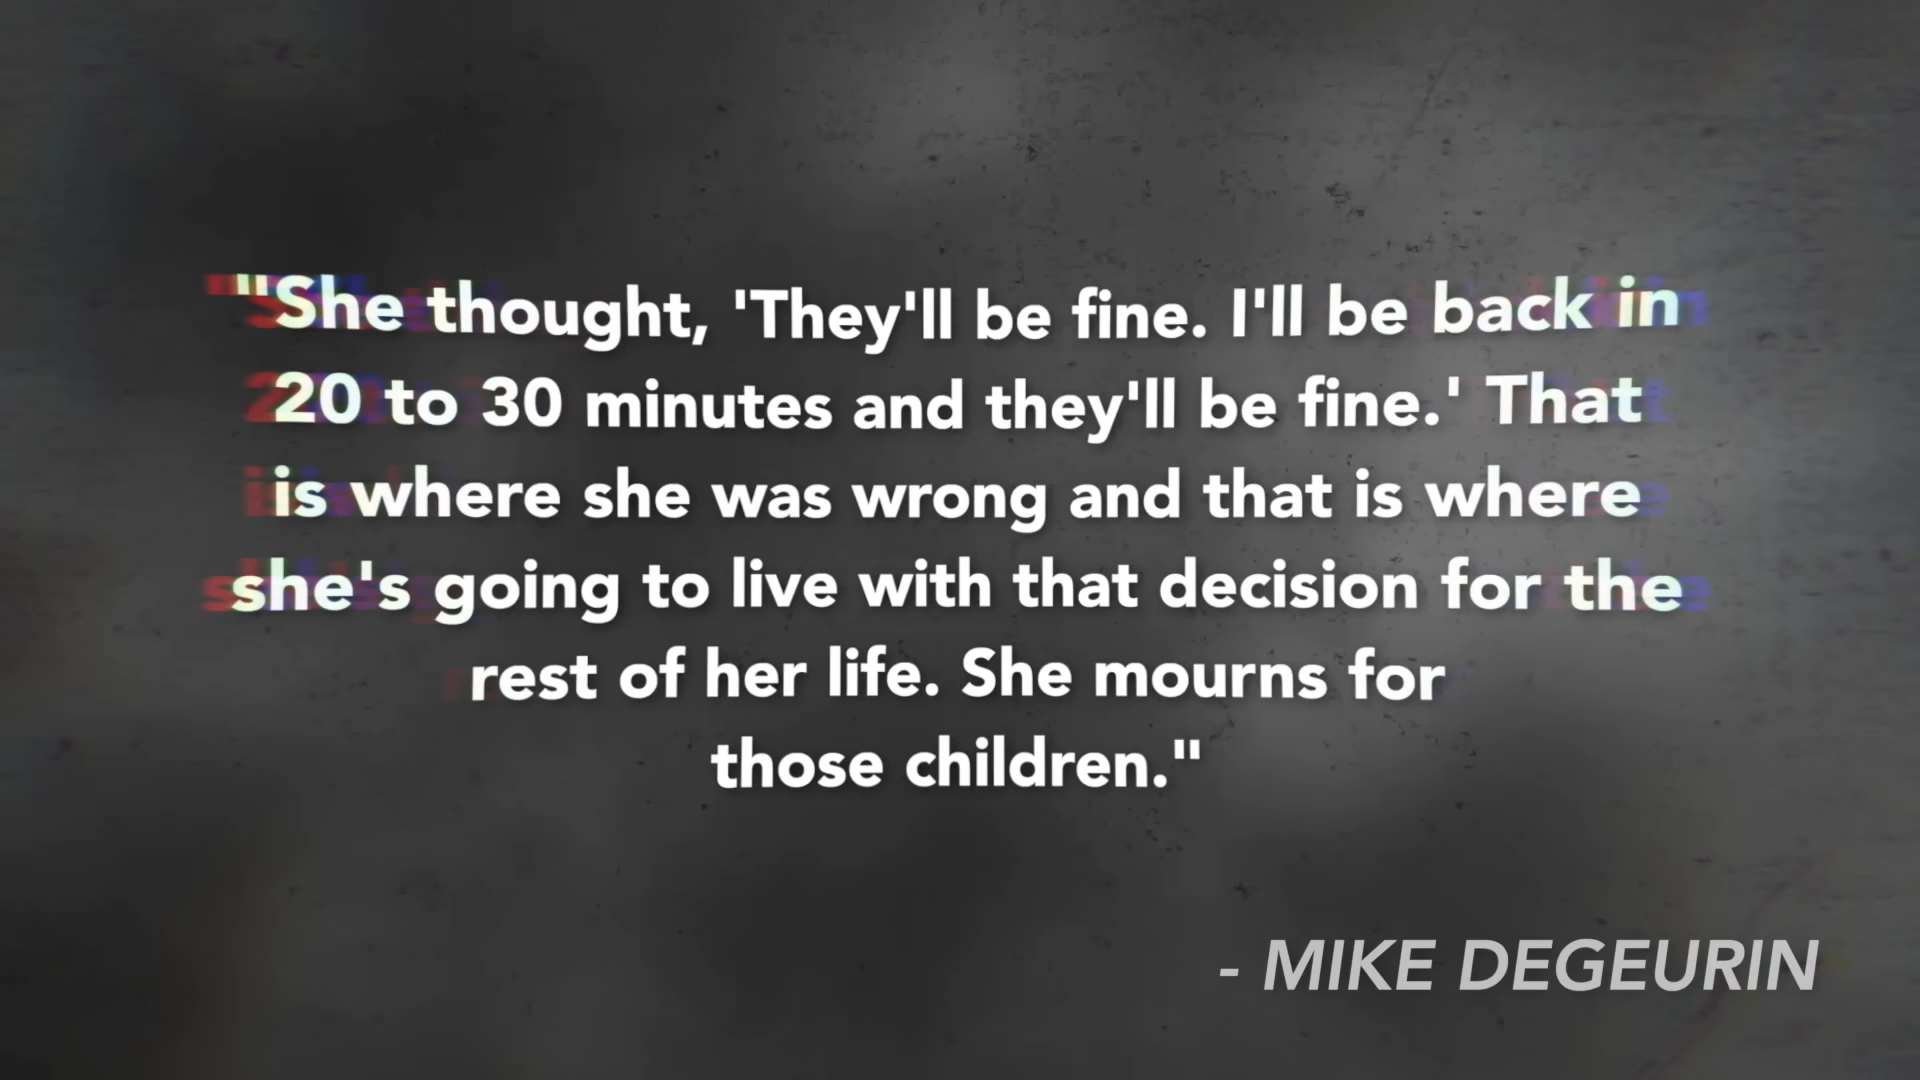 "She thought, 'They'll be fine. I'll be back in
20 to 30 minutes and they'll be fine.' That
is where she was wrong and that is where
she's going to live with that decision for the
rest of her life. She mourns for
those children."
- MIKE DEGEURIN